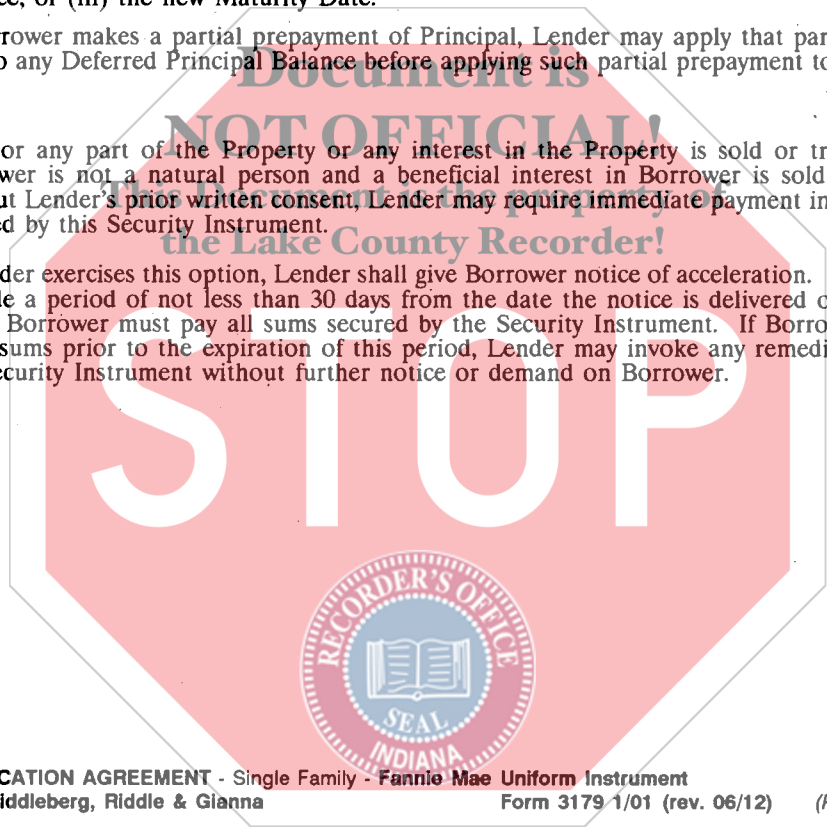 ce, or (iii) the new Maturity Date.
rrower makes a partial prepayment of Principal, Lender may apply that par
o any Deferred Principal Balance before applying such partial prepayment to
Document is
NOT OFFICIAL!
or any part of the Property or any interest in the Property is sold or tr
wer is not a natural person and a beneficial interest in Borrower is sold
This Document is the property of
ut Lender's prior written consent, Lender may require immediate payment in
ed by this Security Instrument.
the Lake County Recorder!
der exercises this option, Lender shall give Borrower notice of acceleration.
le a period of not less than 30 days from the date the notice is delivered o
Borrower must pay all sums secured by the Security Instrument. If Borro
sums prior to the expiration of this period, Lender may invoke any remedi
ecurity Instrument without further notice or demand on Borrower.
STOP
RECORDER'S OFFICE
SEAL
INDIANA
CATION AGREEMENT - Single Family - Fannie Mae Uniform Instrument
iddleberg, Riddle & Gianna Form 3179 1/01 (rev. 06/12)